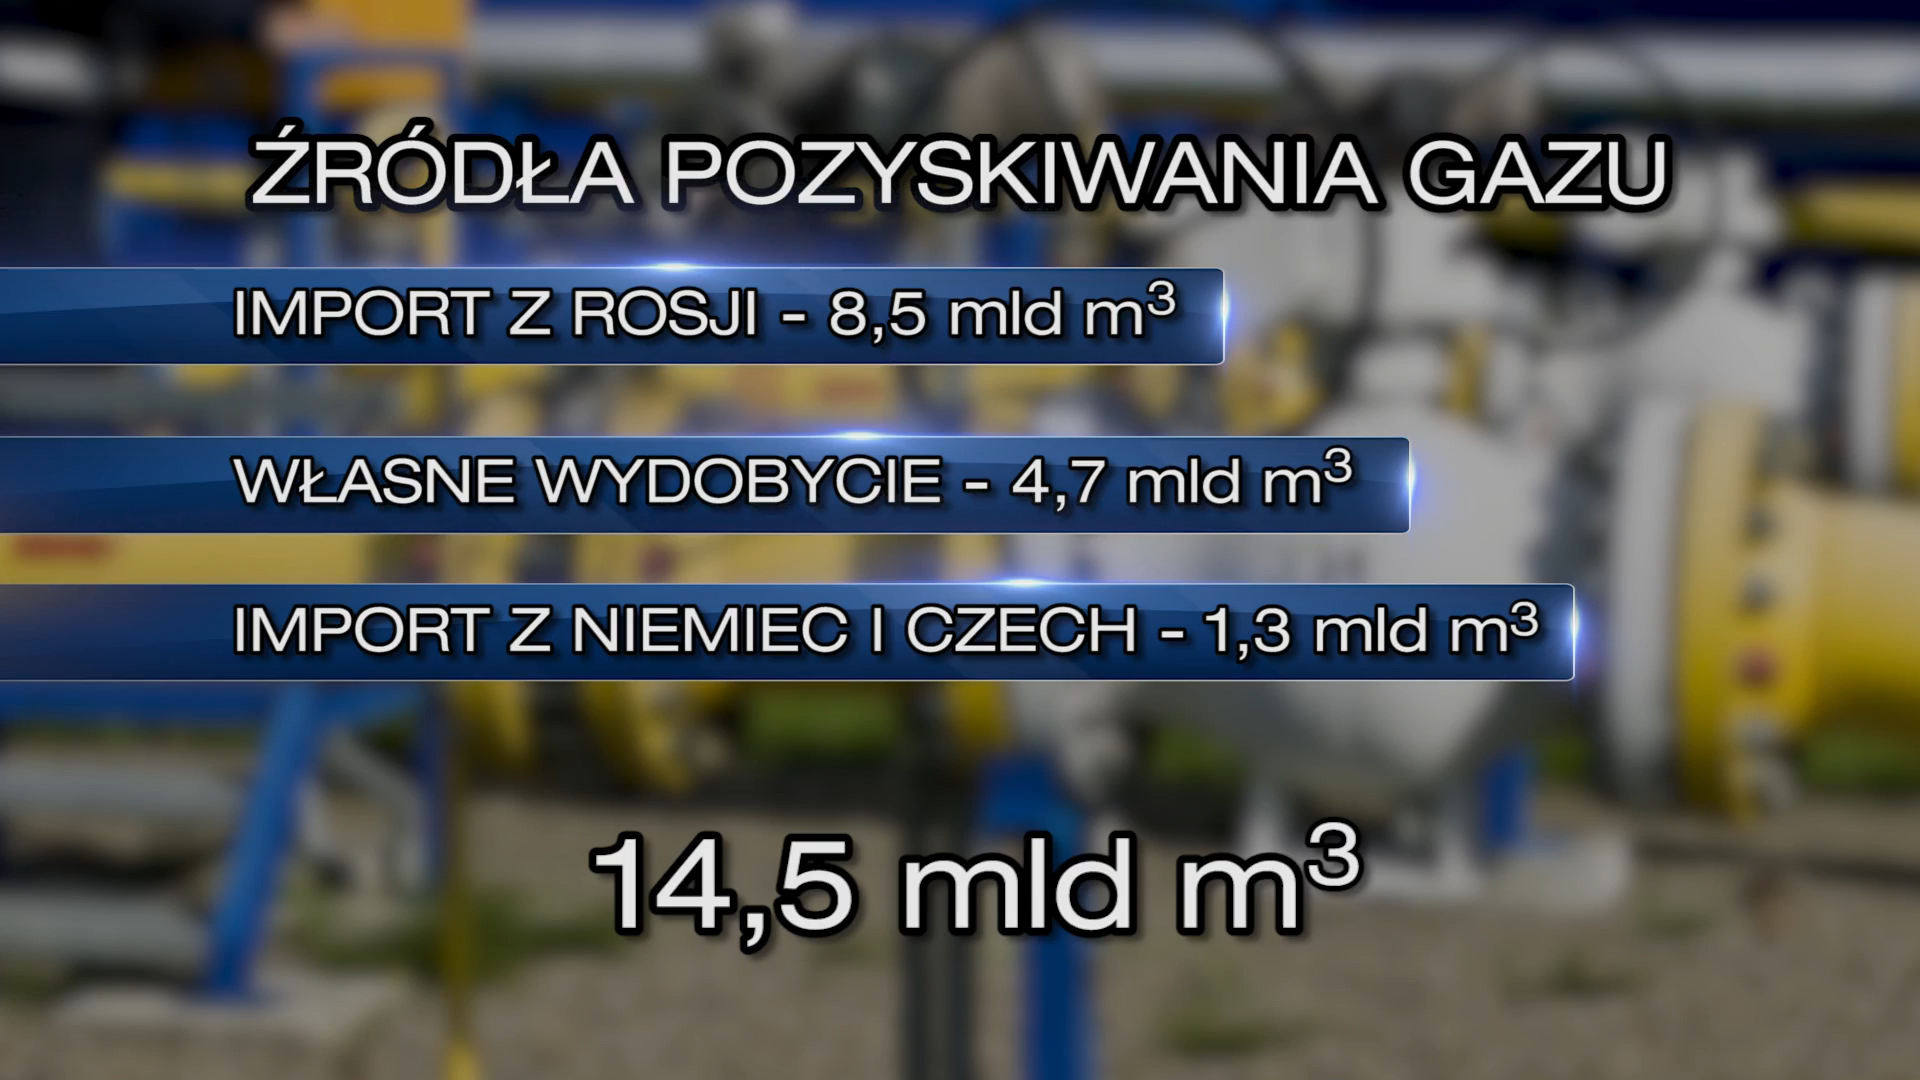 ŹRÓDŁA POZYSKIWANIA GAZU
IMPORT Z ROSJI - 8,5 mld m³
WŁASNE WYDOBYCIE - 4,7 mld m³
IMPORT Z NIEMIEC I CZECH - 1,3 mld m³
14,5 mld m³